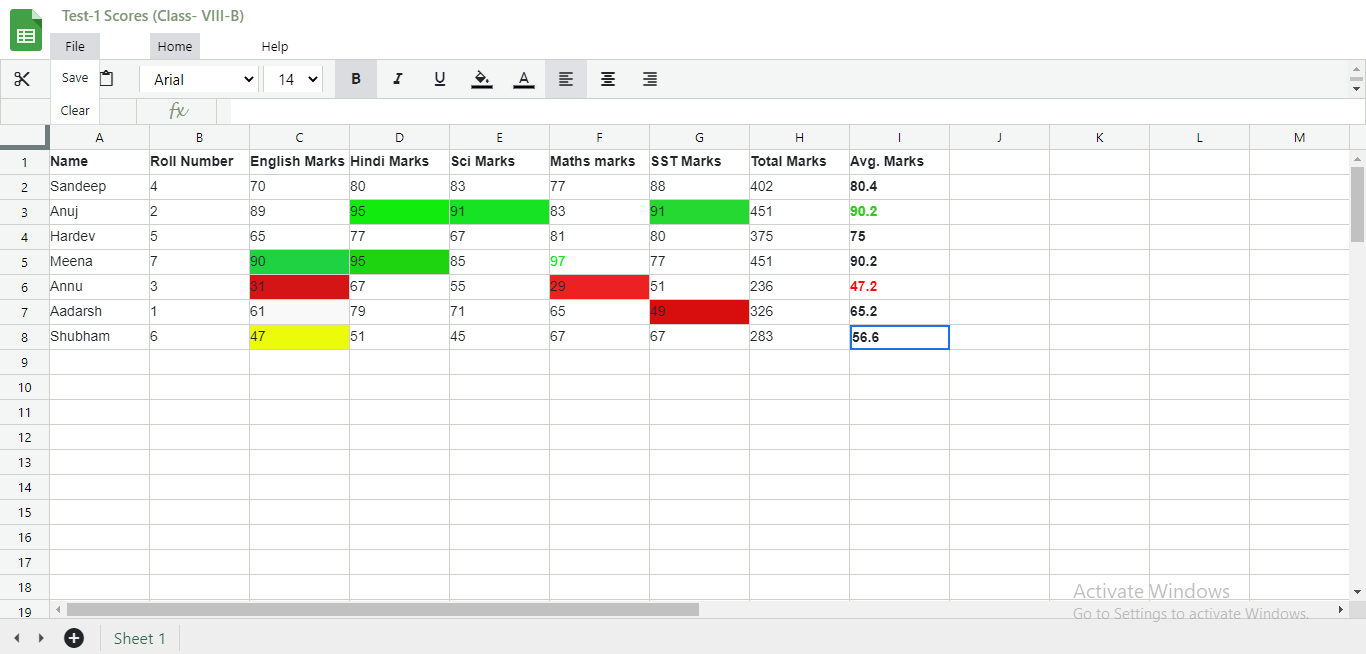 Test-1 Scores (Class- VIII-B)
File Home Help
Save Arial 14 B I U A
Clear fx
A B C D E F G H I J K L M
1 Name Roll Number English Marks Hindi Marks Sci Marks Maths marks SST Marks Total Marks Avg. Marks
2 Sandeep 4 70 80 83 77 88 402 80.4
3 Anuj 2 89 95 91 83 91 451 90.2
4 Hardev 5 65 77 67 81 80 375 75
5 Meena 7 90 95 85 97 77 451 90.2
6 Annu 3 31 67 55 29 51 236 47.2
7 Aadarsh 1 61 79 71 65 49 326 65.2
8 Shubham 6 47 51 45 67 67 283 56.6
9
10
11
12
13
14
15
16
17
18
Activate Windows
19
Go to Settings to activate Windows.
Sheet 1